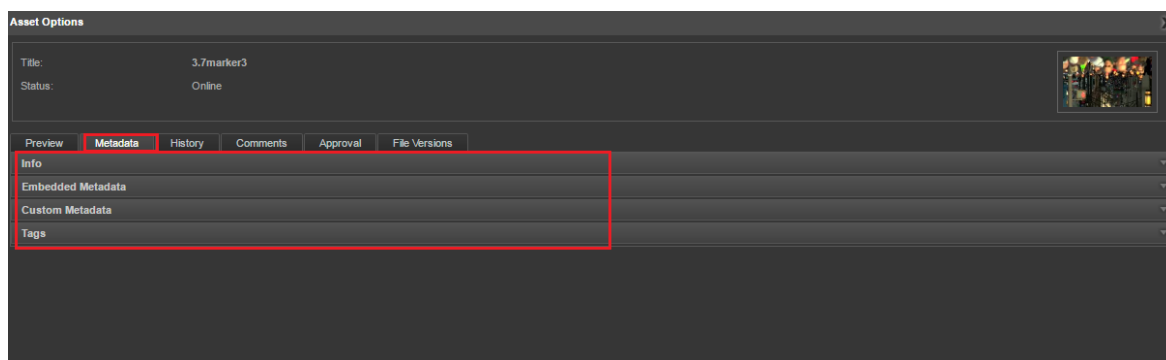 Asset Options
Title: 3.7marker3
Status: Online
Preview Metadata History Comments Approval File Versions
Info
Embedded Metadata
Custom Metadata
Tags